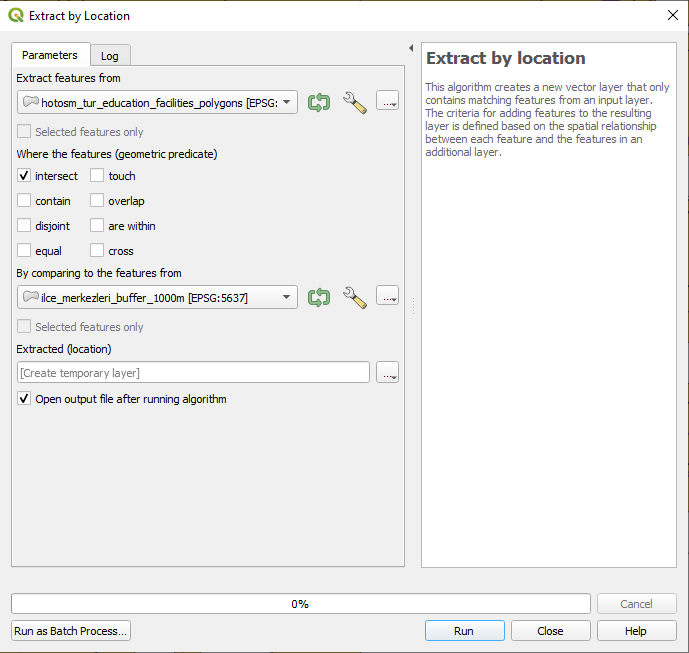 Extract by Location
Parameters
Log
Extract features from
hotosm_tur_education_facilities_polygons [EPSG:
...
Selected features only
Where the features (geometric predicate)
intersect
touch
contain
overlap
disjoint
are within
equal
cross
By comparing to the features from
ilce_merkezleri_buffer_1000m [EPSG:5637]
...
Selected features only
Extracted (location)
[Create temporary layer]
...
Open output file after running algorithm
Extract by location
This algorithm creates a new vector layer that only
contains matching features from an input layer.
The criteria for adding features to the resulting
layer is defined based on the spatial relationship
between each feature and the features in an
additional layer.
0%
Cancel
Run as Batch Process...
Run
Close
Help